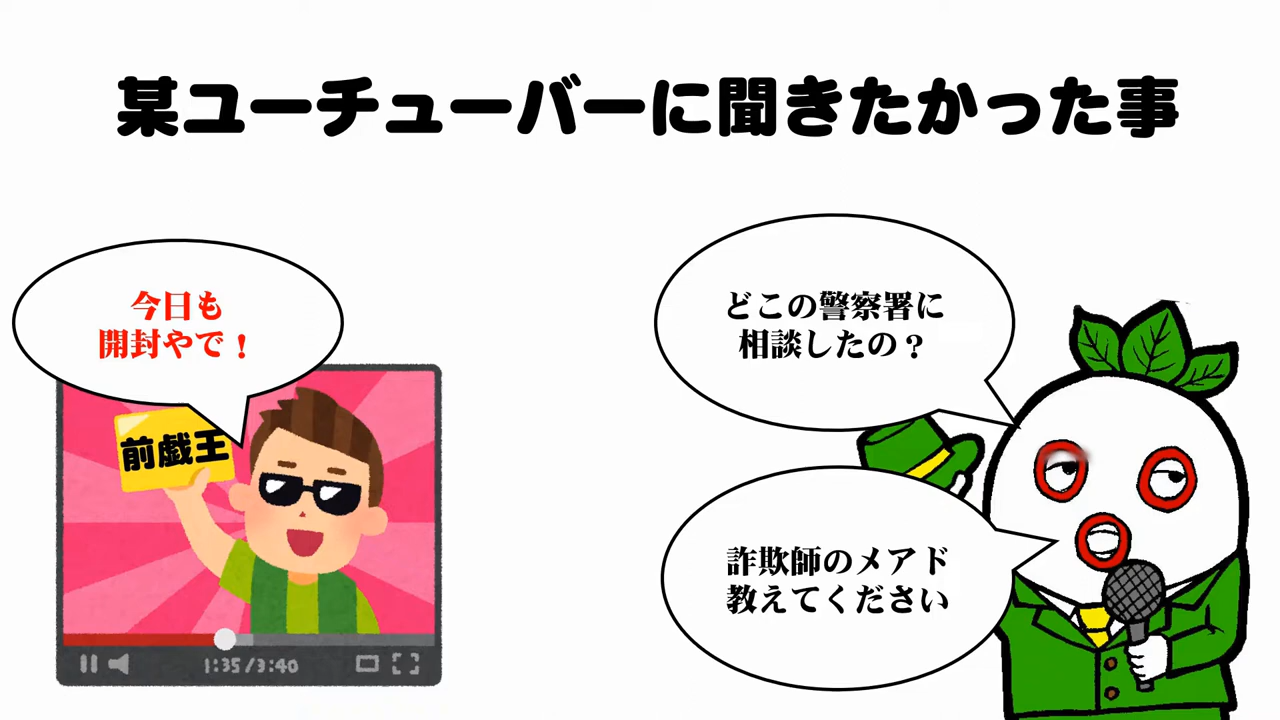 某ユーチューバーに聞きたかった事
今日も
開封やで！
前戯王
1:35/3:40
どこの警察署に
相談したの？
詐欺師のメアド
教えてください